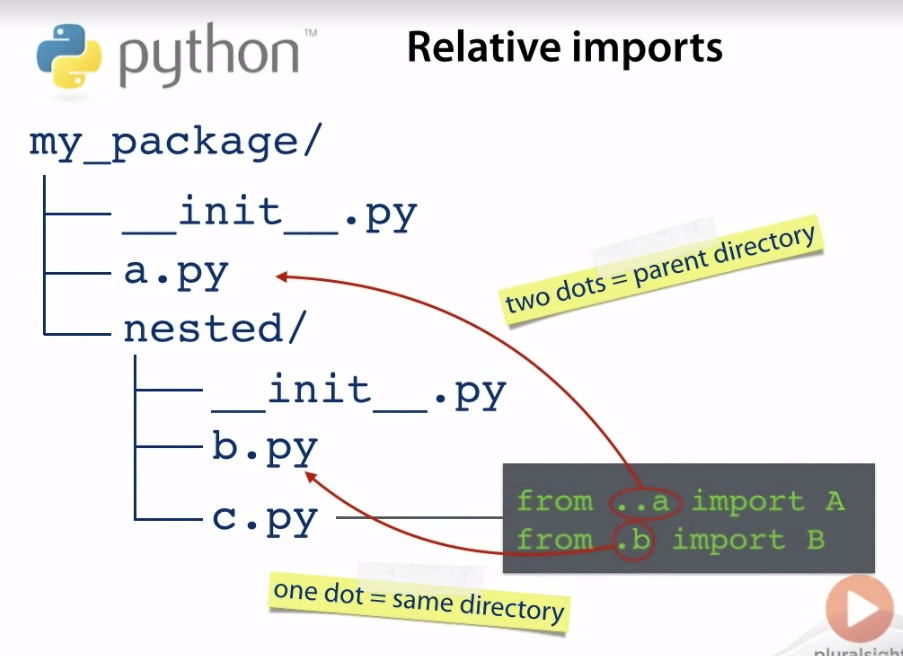 python™
Relative imports
my_package/
__init__.py
a.py
two dots = parent directory
nested/
__init__.py
b.py
c.py
from ..a import A
from .b import B
one dot = same directory